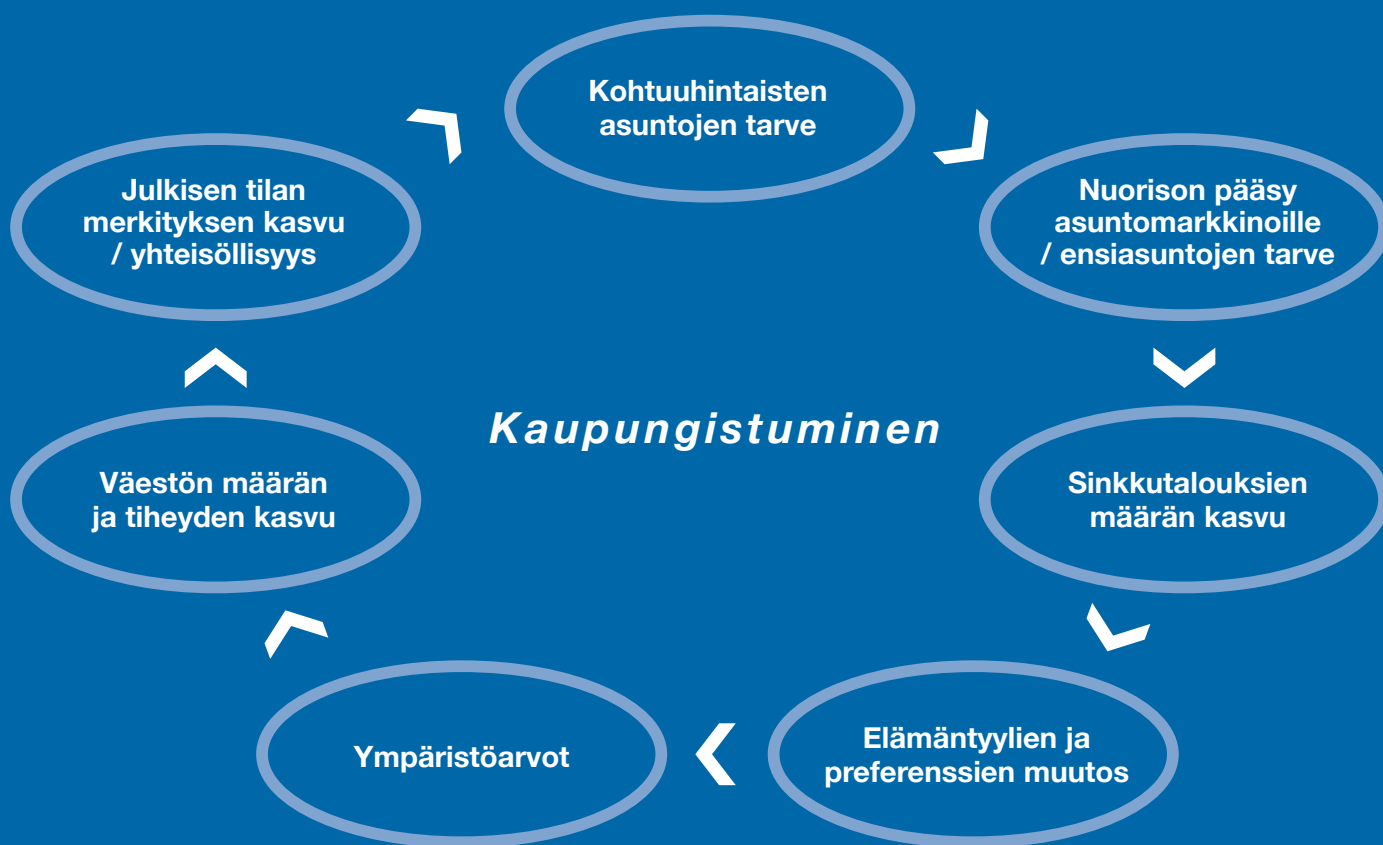 Kohtuuhintaisten
asuntojen tarve
Nuorison pääsy
asuntomarkkinoille
/ ensiasuntojen tarve
Sinkkutalouksien
määrän kasvu
Elämäntyylien ja
preferenssien muutos
Ympäristöarvot
Väestön määrän
ja tiheyden kasvu
Julkisen tilan
merkityksen kasvu
/ yhteisöllisyys
Kaupungistuminen